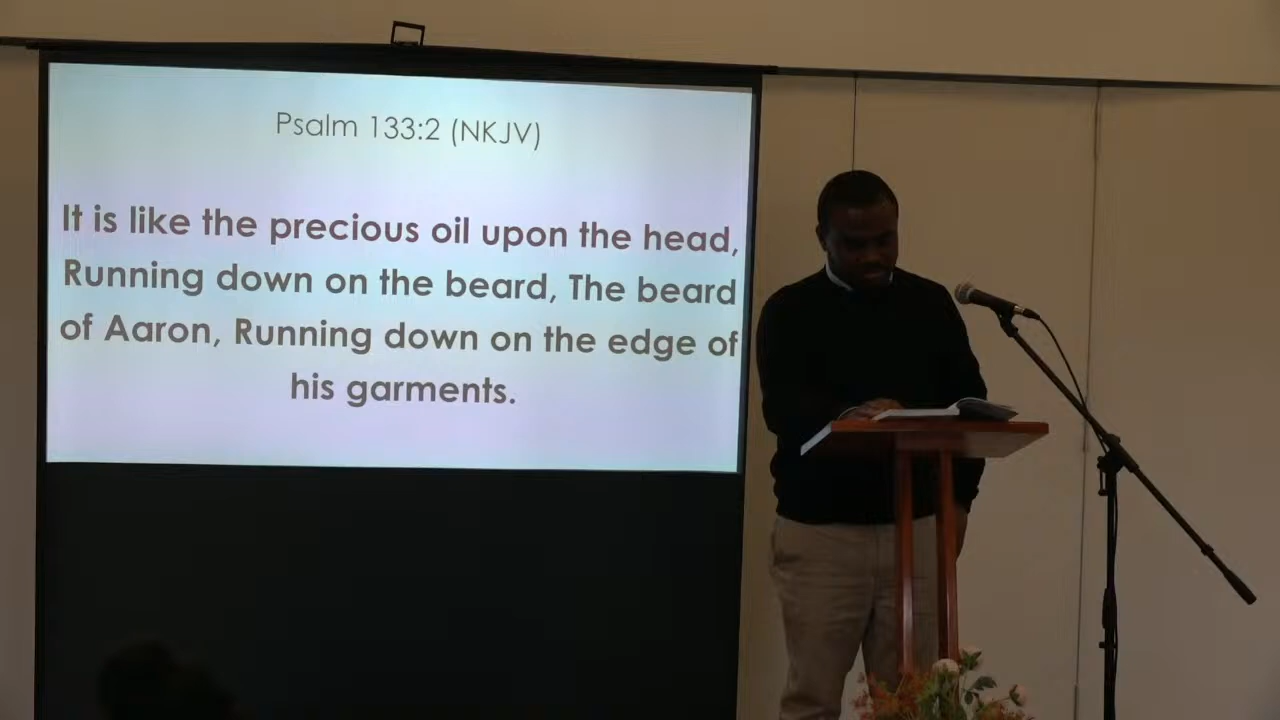 Psalm 133:2 (NKJV)
It is like the precious oil upon the head,
Running down on the beard, The beard
of Aaron, Running down on the edge of
his garments.